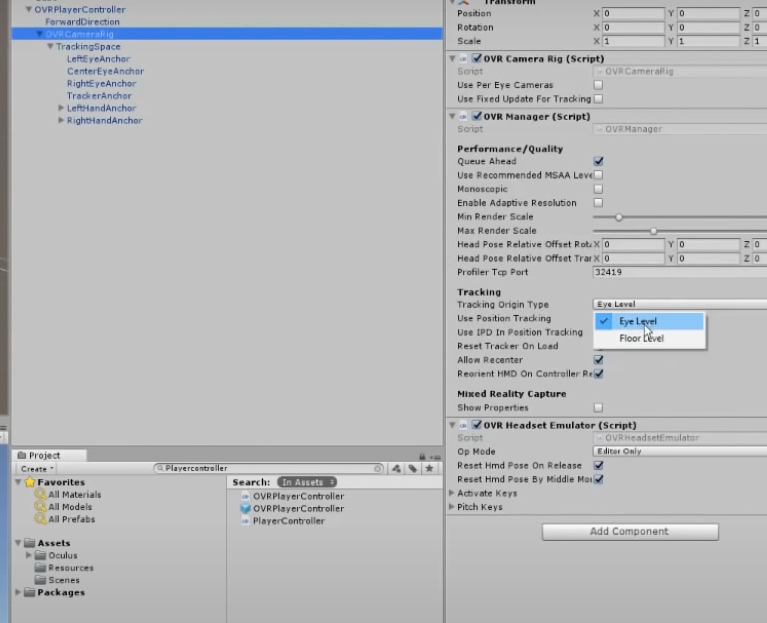 OVRPlayerController
ForwardDirection
OVRCameraRig
TrackingSpace
LeftEyeAnchor
CenterEyeAnchor
RightEyeAnchor
TrackerAnchor
LeftHandAnchor
RightHandAnchor
Transform
Position X 0 Y 0 Z 0
Rotation X 0 Y 0 Z 0
Scale X 1 Y 1 Z 1
OVR Camera Rig (Script)
Script OVRCameraRig
Use Per Eye Cameras
Use Fixed Update For Tracking
OVR Manager (Script)
Script OVRManager
Performance/Quality
Queue Ahead
Use Recommended MSAA Leve
Monoscopic
Enable Adaptive Resolution
Min Render Scale
Max Render Scale
Head Pose Relative Offset Rota X 0 Y 0 Z 0
Head Pose Relative Offset Tran X 0 Y 0 Z 0
Profiler Tcp Port 32419
Tracking
Tracking Origin Type Eye Level
Use Position Tracking
Eye Level
Use IPD In Position Tracking
Floor Level
Reset Tracker On Load
Allow Recenter
Reorient HMD On Controller Re
Mixed Reality Capture
Show Properties
OVR Headset Emulator (Script)
Script OVRHeadsetEmulator
Op Mode Editor Only
Reset Hmd Pose On Release
Reset Hmd Pose By Middle Mou
Activate Keys
Pitch Keys
Add Component
Project
Create Playercontroller
Favorites
All Materials
All Models
All Prefabs
Assets
Oculus
Resources
Scenes
Packages
Search: In Assets
OVRPlayerController
OVRPlayerController
PlayerController